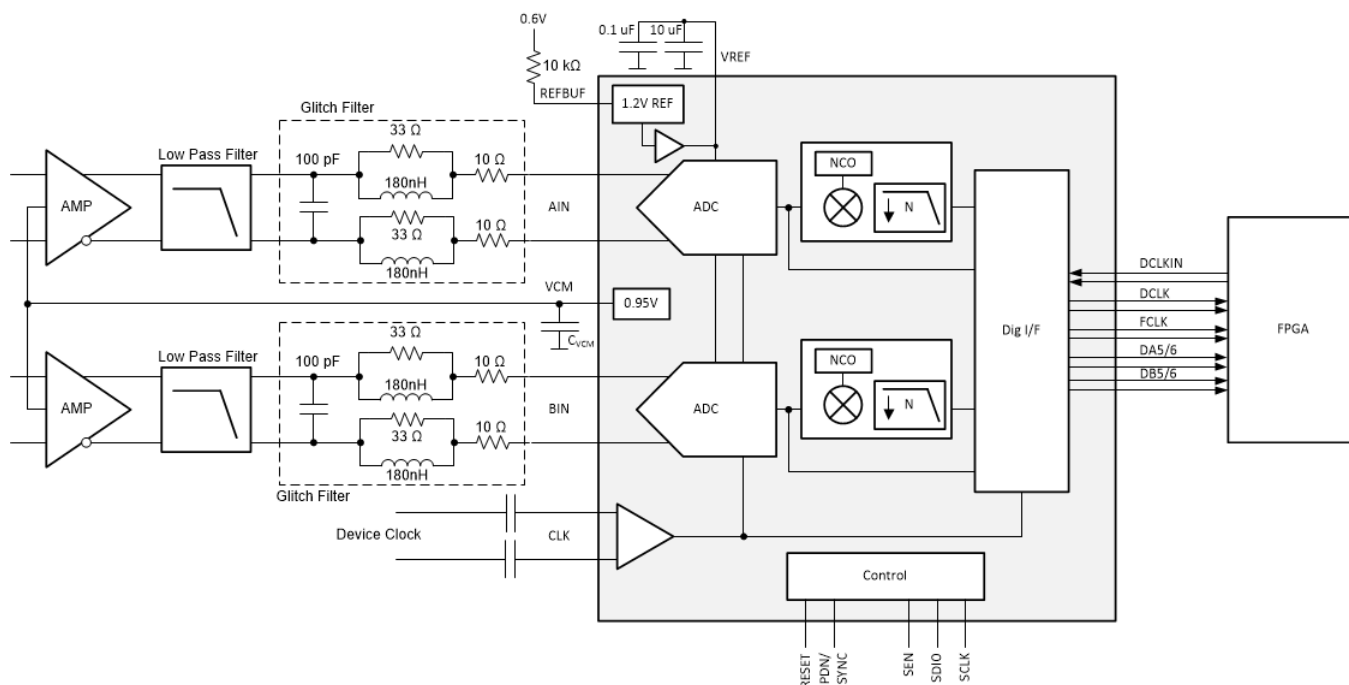 0.6V
0.1 uF
10 uF
VREF
10 kΩ
REFBUF
1.2V REF
Glitch Filter
33 Ω
Low Pass Filter
100 pF
10 Ω
180nH
AMP
AIN
ADC
NCO
N
33 Ω
10 Ω
180nH
VCM
0.95V
CVCM
Dig I/F
DCLKIN
DCLK
FCLK
DA5/6
DB5/6
FPGA
33 Ω
Low Pass Filter
100 pF
10 Ω
180nH
AMP
BIN
ADC
NCO
N
33 Ω
10 Ω
180nH
Glitch Filter
Device Clock
CLK
Control
RESET
PDN/
SYNC
SEN
SDIO
SCLK